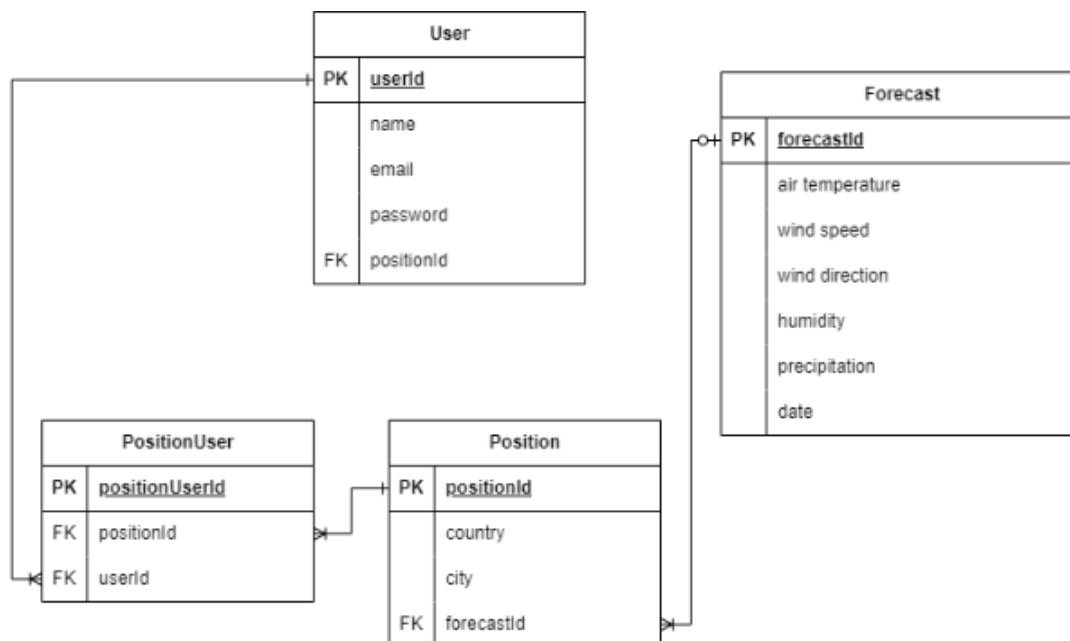 User
PK userId
name
email
password
FK positionId
Forecast
PK forecastId
air temperature
wind speed
wind direction
humidity
precipitation
date
PositionUser
PK positionUserId
FK positionId
FK userId
Position
PK positionId
country
city
FK forecastId